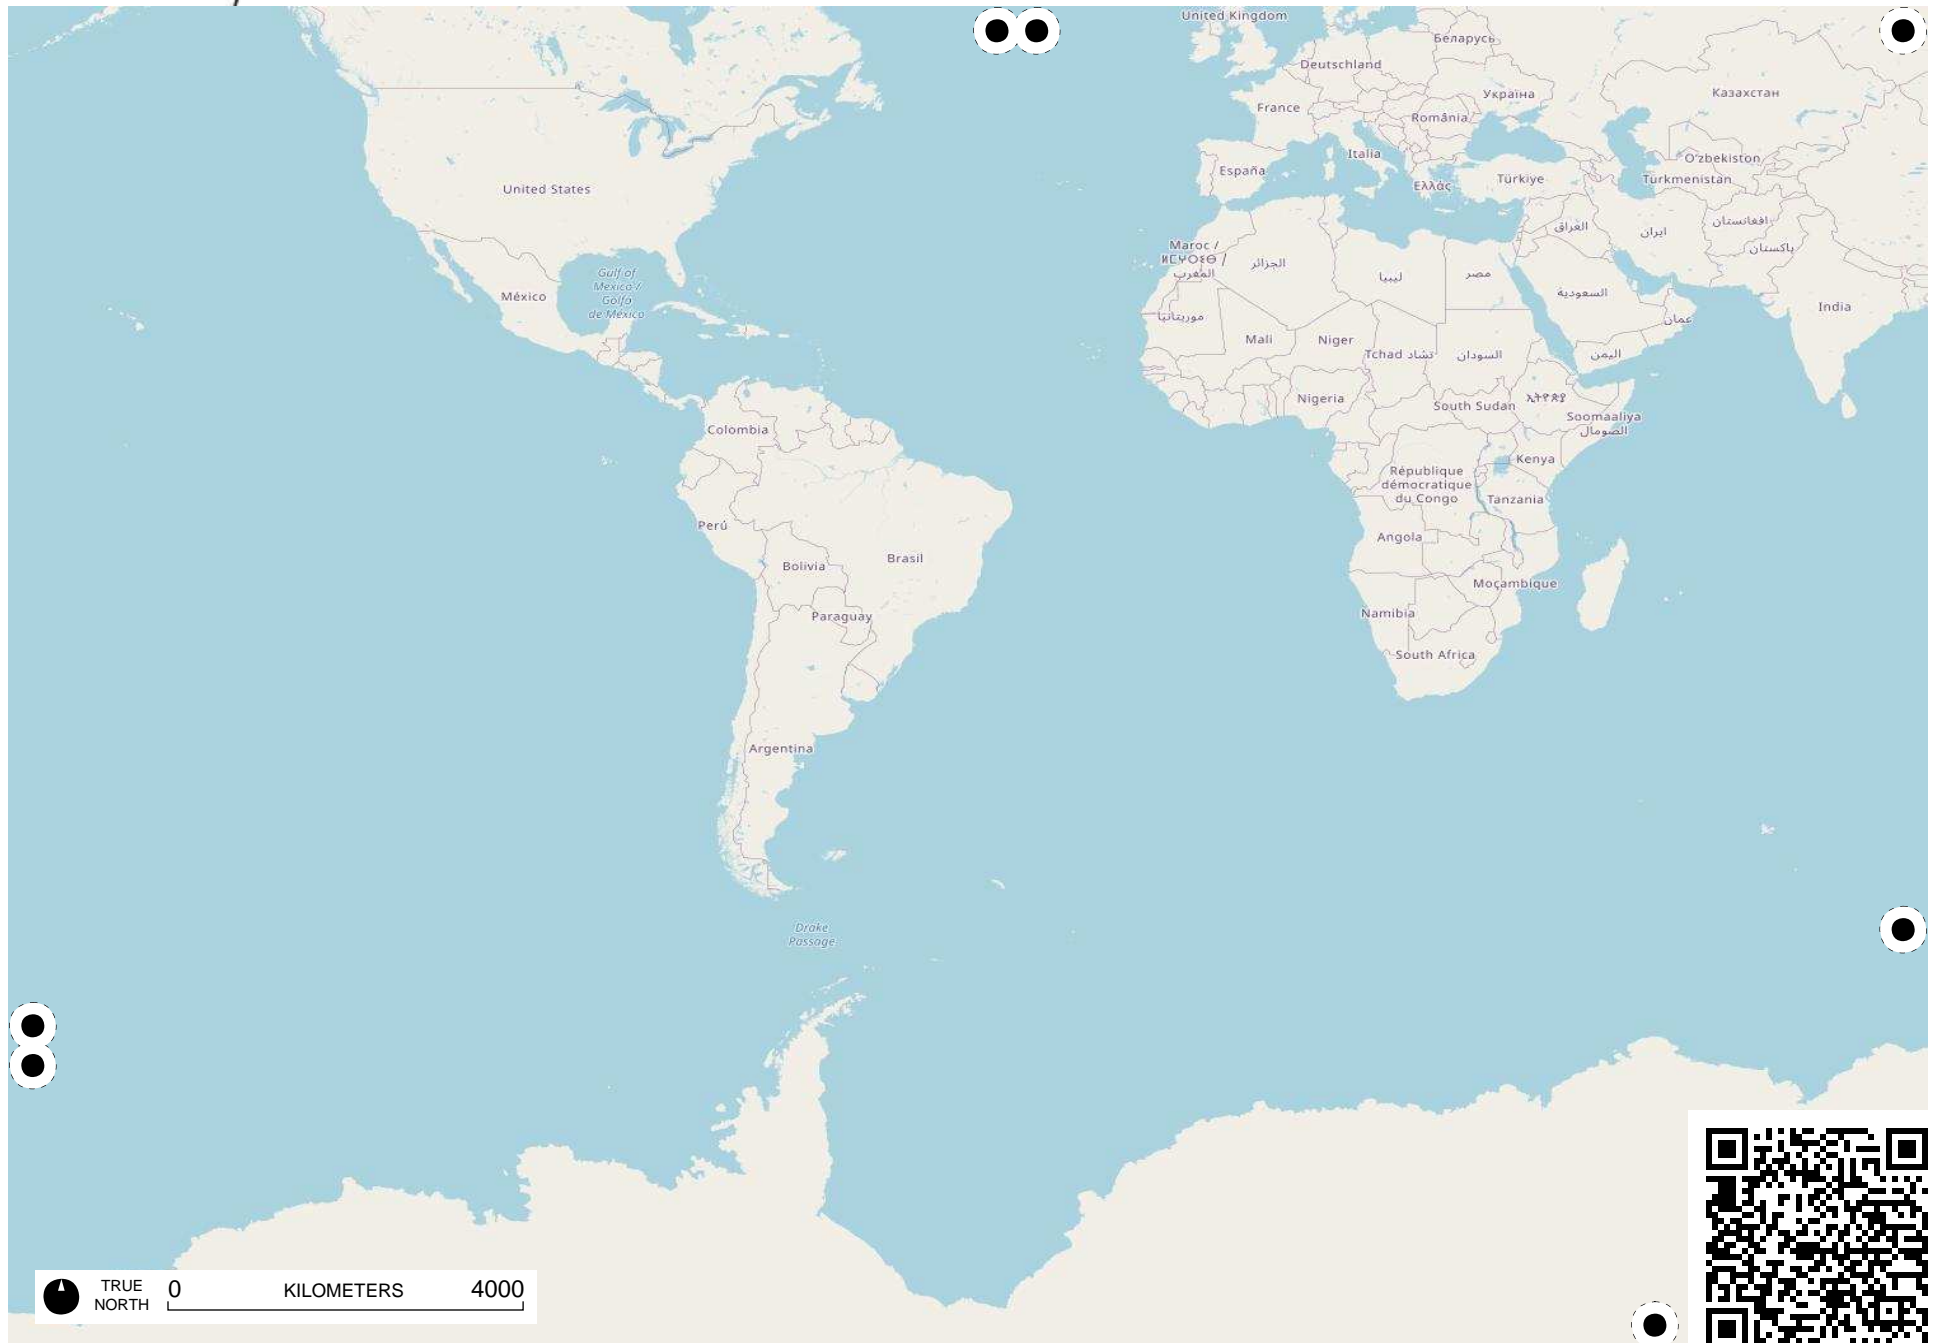 United Kingdom
Беларусь
Deutschland
Україна
Казахстан
France
România
Italia
O'zbekiston
España
Türkmenistan
Türkiye
Ελλάς
United States
افغانستان
العراق
ايران
پاکستان
Maroc /
ⵍⵎⵖⵔⵉⴱ /
المغرب
الجزائر
ليبيا
مصر
السعودية
Gulf of
Mexico /
Golfo
de México
México
India
عمان
موريتانيا
Mali
Niger
Tchad تشاد
السودان
اليمن
Nigeria
South Sudan
ኢትዮጵያ
Soomaaliya
الصومال
Colombia
Kenya
République
démocratique
du Congo
Tanzania
Perú
Angola
Brasil
Bolivia
Moçambique
Paraguay
Namibia
South Africa
Argentina
Drake
Passage
TRUE
NORTH
0 KILOMETERS 4000